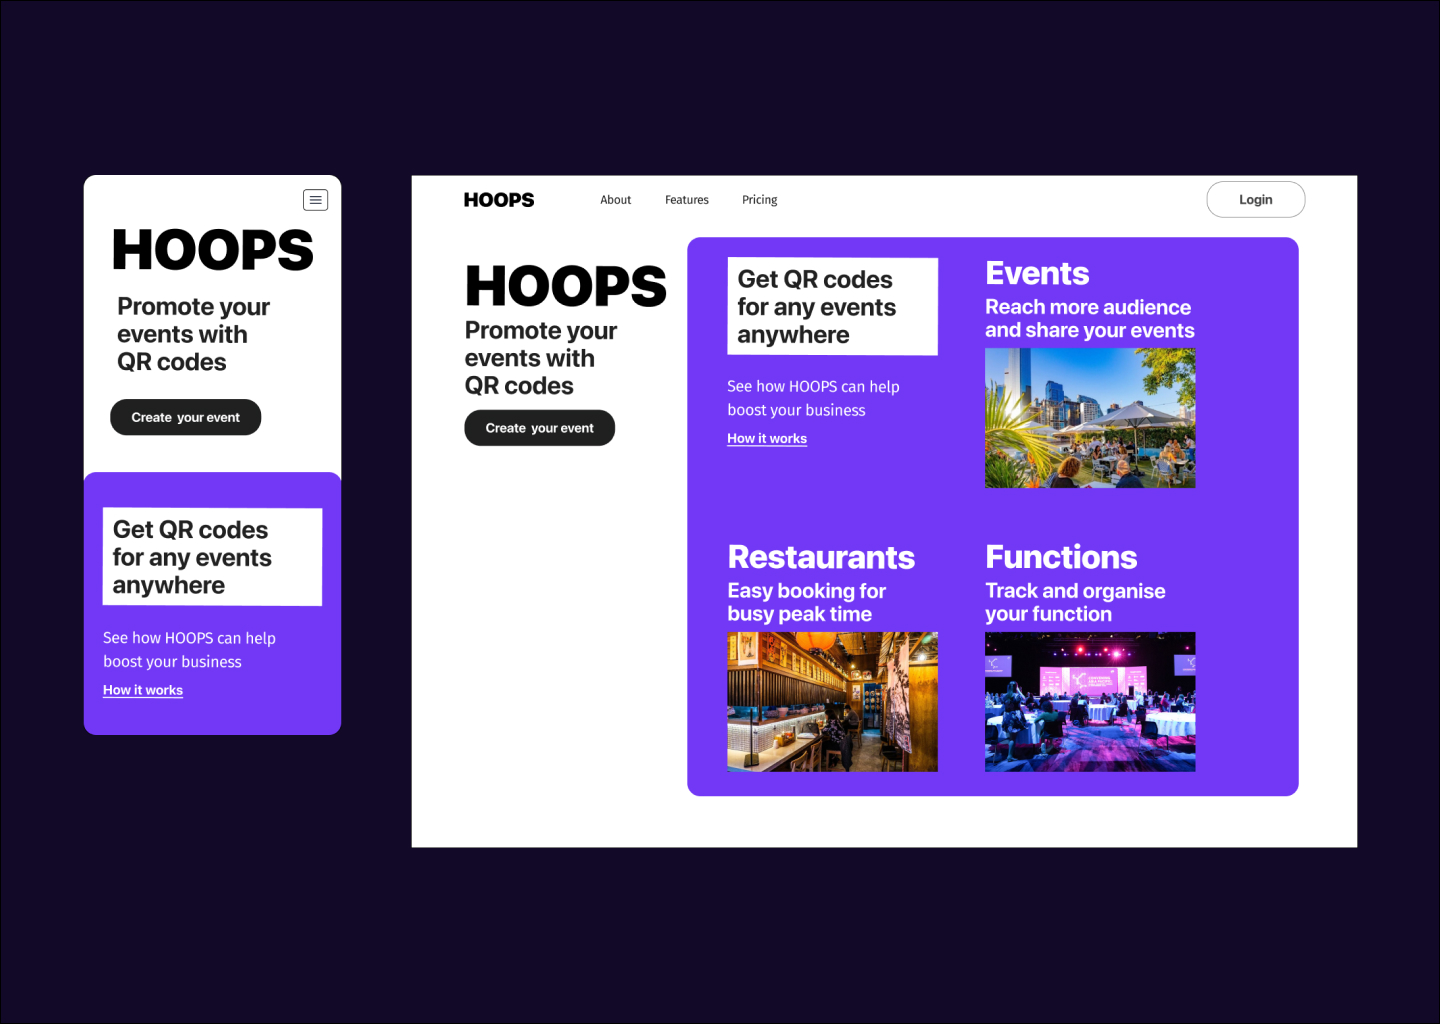 HOOPS
Promote your
events with
QR codes
Create  your event
Get QR codes
for any events
anywhere
See how HOOPS can help
boost your business
How it works
HOOPS
About
Features
Pricing
Login
HOOPS
Promote your
events with
QR codes
Create  your event
Get QR codes
for any events
anywhere
See how HOOPS can help
boost your business
How it works
Events
Reach more audience
and share your events
Restaurants
Easy booking for
busy peak time
Functions
Track and organise
your function